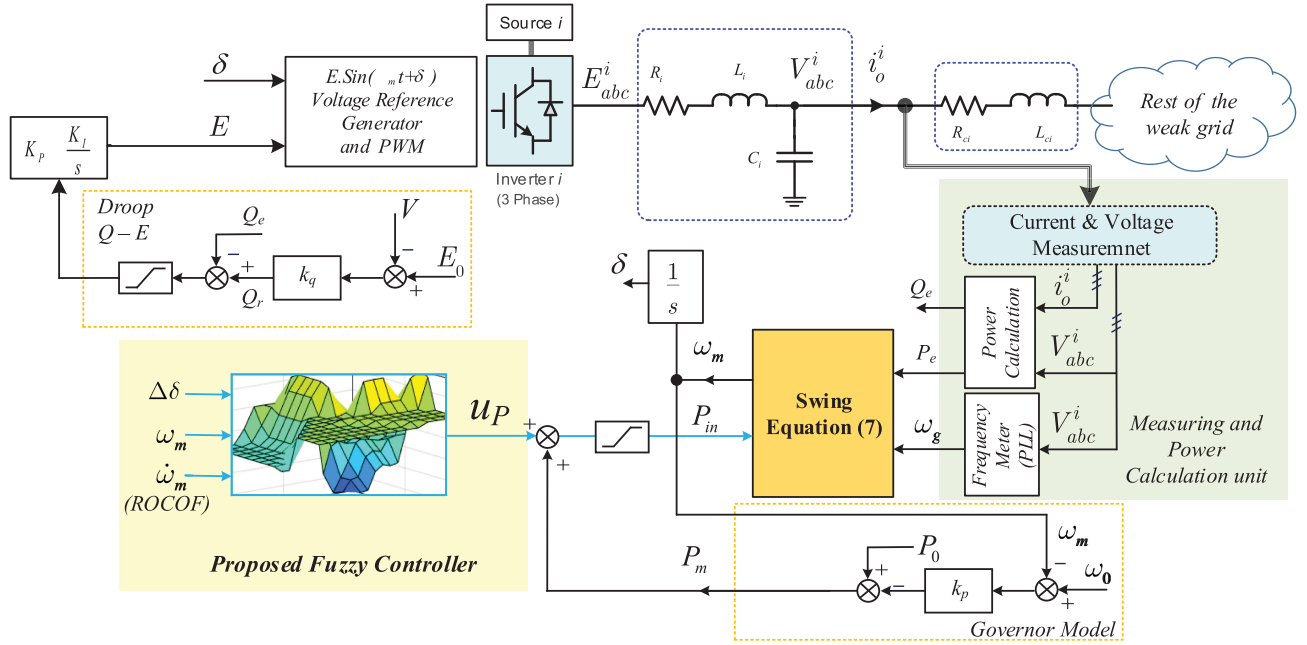 Source i
δ
E.Sin( mt+δ)
Voltage Reference
Generator
and PWM
E
K_P K_I/s
Inverter i
(3 Phase)
E^i_abc
R_i
L_i
V^i_abc
C_i
i^i_o
R_ci
L_ci
Rest of the
weak grid
Droop
Q-E
Q_e
−
+
Q_r
k_q
V
−
+
E_0
Current & Voltage
Measuremnet
i^i_o
Q_e
P_e
Power
Calculation
V^i_abc
V^i_abc
Frequency
Meter
(PLL)
Measuring and
Power
Calculation unit
δ
1/s
ω_m
Swing
Equation (7)
ω_g
P_in
Δδ
ω_m
ω̇_m
(ROCOF)
u_P
+
+
Proposed Fuzzy Controller
P_m
P_0
+
−
k_p
ω_m
−
+
ω_0
Governor Model